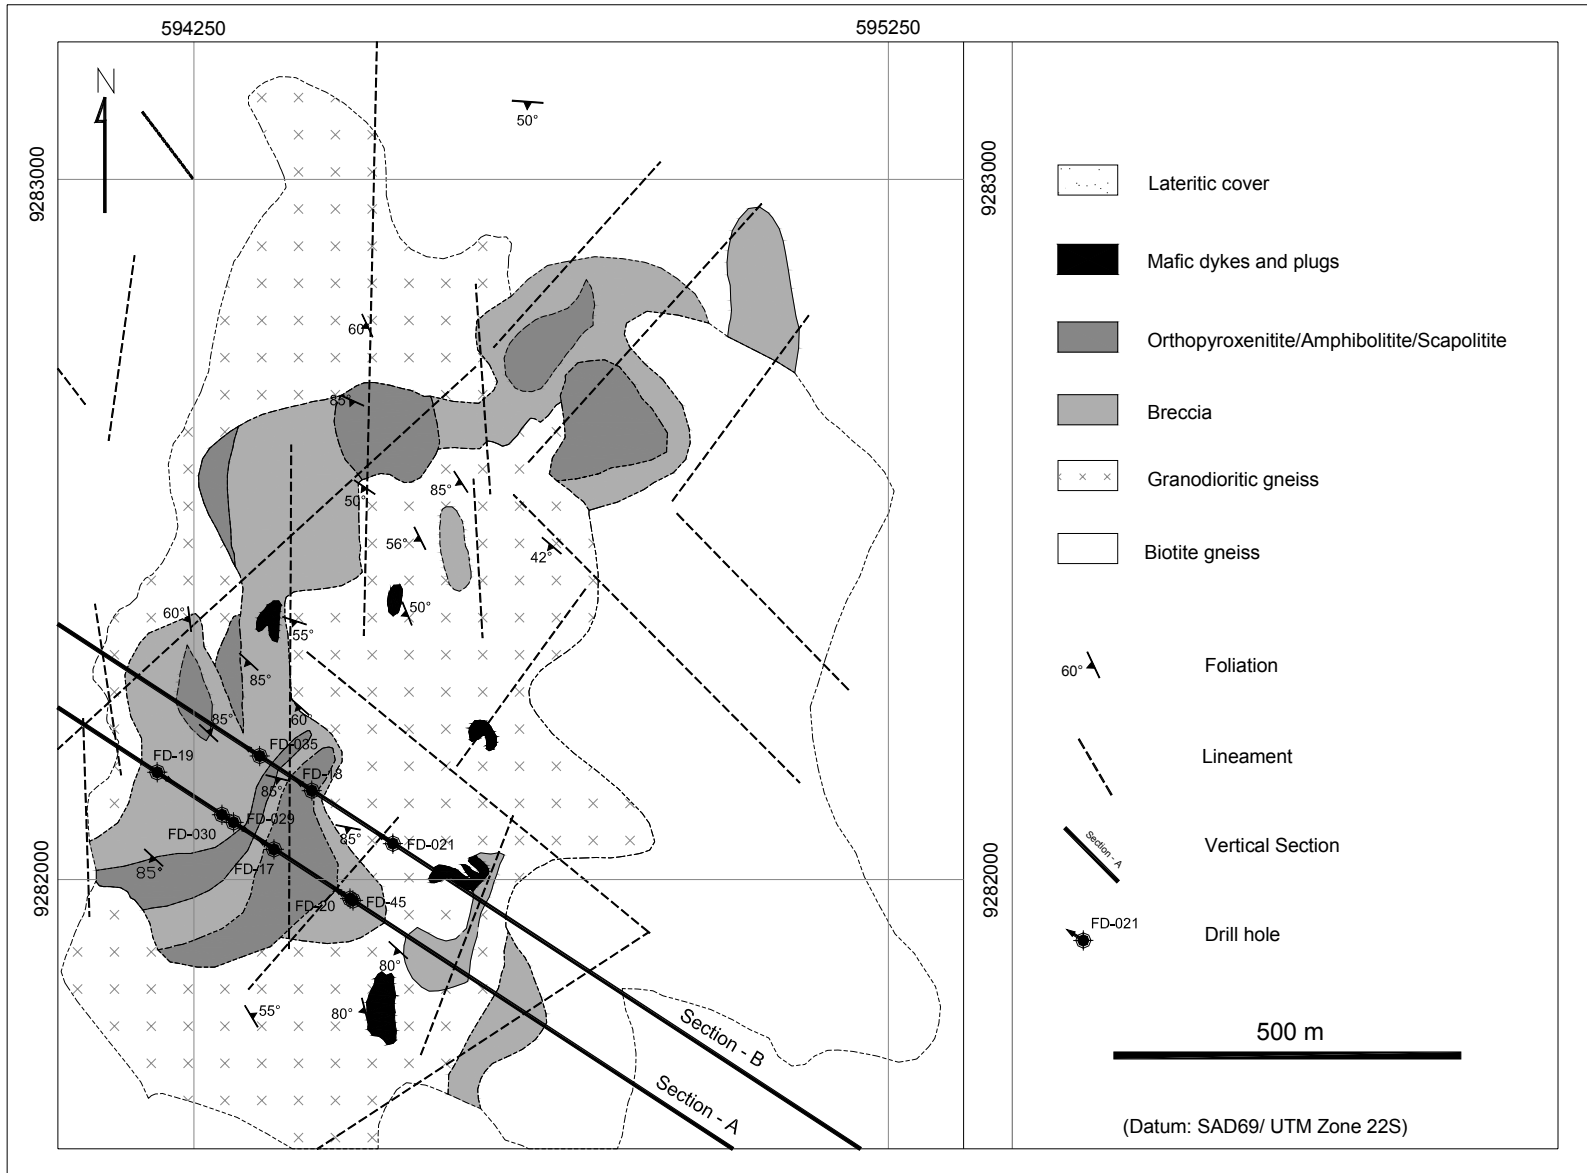 594250
595250
N
50°
9283000
9283000
Lateritic cover
Mafic dykes and plugs
60°
Orthopyroxenitite/Amphibolitite/Scapolitite
85°
Breccia
85°
50°
Granodioritic gneiss
56°
42°
Biotite gneiss
60°
50°
55°
85°
60°
Foliation
85°
60°
FD-19
FD-035
Lineament
FD-18
85°
FD-030
FD-029
85°
FD-021
Section - A
Vertical Section
85°
FD-17
9282000
9282000
FD-20
FD-45
FD-021
Drill hole
80°
55°
80°
Section - B
500 m
Section - A
(Datum: SAD69/ UTM Zone 22S)